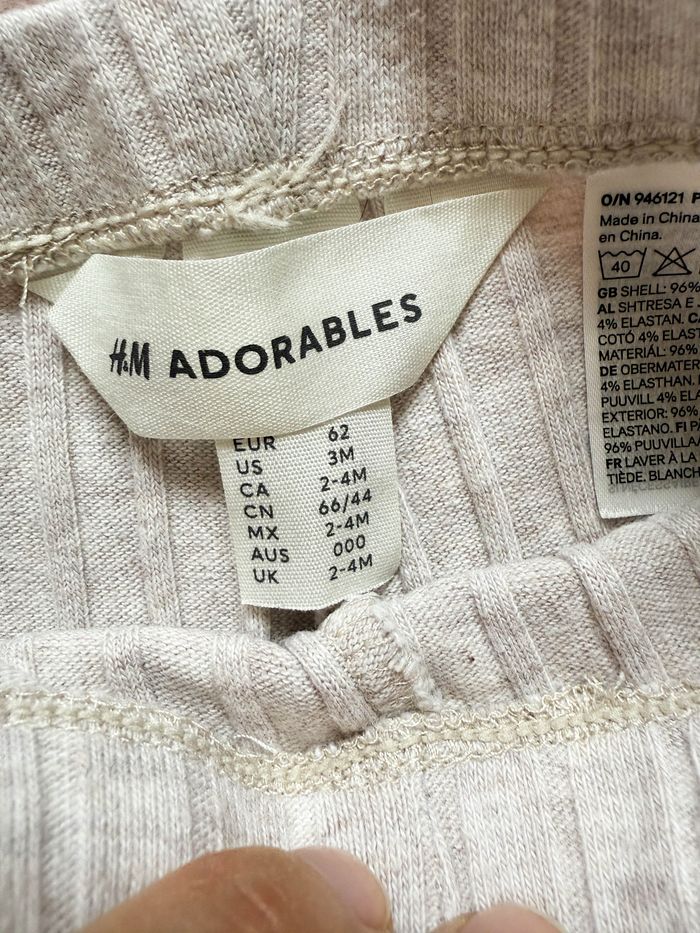 H&M ADORABLES
EUR 62
US 3M
CA 2-4M
CN 66/44
MX 2-4M
AUS 000
UK 2-4M
O/N 946121 P
Made in China
en China.
40
GB SHELL: 96%
AL SHTRESA E
4% ELASTAN.
COTÓ 4% ELAST
MATERIÁL: 96%
DE OBERMATER
4% ELASTHAN.
PUUVILL 4% ELA
EXTERIOR: 96%
ELASTANO. FI P
96% PUUVILLA
FR LAVER À LA
TIÈDE. BLANCH